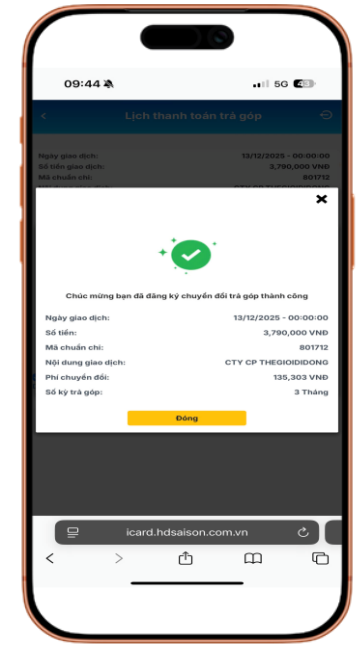 09:44
5G 43
Lịch thanh toán trả góp
Ngày giao dịch: 13/12/2025 - 00:00:00
Số tiền giao dịch: 3,790,000 VNĐ
Mã chuẩn chi: 801712
Chúc mừng bạn đã đăng ký chuyển đổi trả góp thành công
Ngày giao dịch: 13/12/2025 - 00:00:00
Số tiền: 3,790,000 VNĐ
Mã chuẩn chi: 801712
Nội dung giao dịch: CTY CP THEGIOIDIDONG
Phí chuyển đổi: 135,303 VNĐ
Số kỳ trả góp: 3 Tháng
Đóng
icard.hdsaison.com.vn